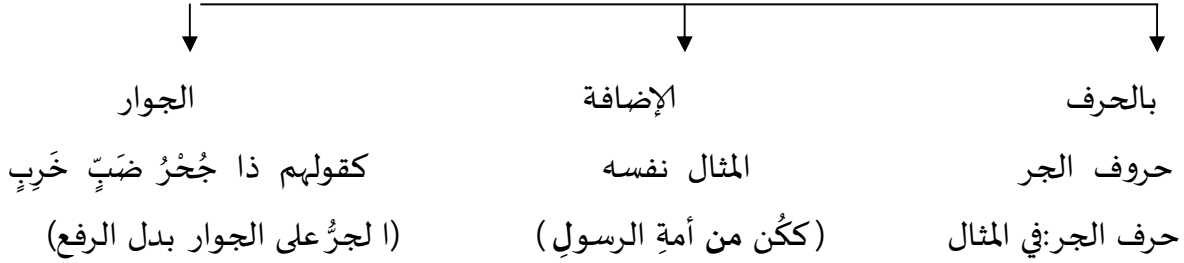 بالحرف الإضافة الجوار
حروف الجر المثال نفسه كقولهم ذا جُحْرُ ضَبٍّ خَرِبٍ
حرف الجر:في المثال (ككُن من أمةِ الرسولِ) (ا لجرُّ على الجوار بدل الرفع)